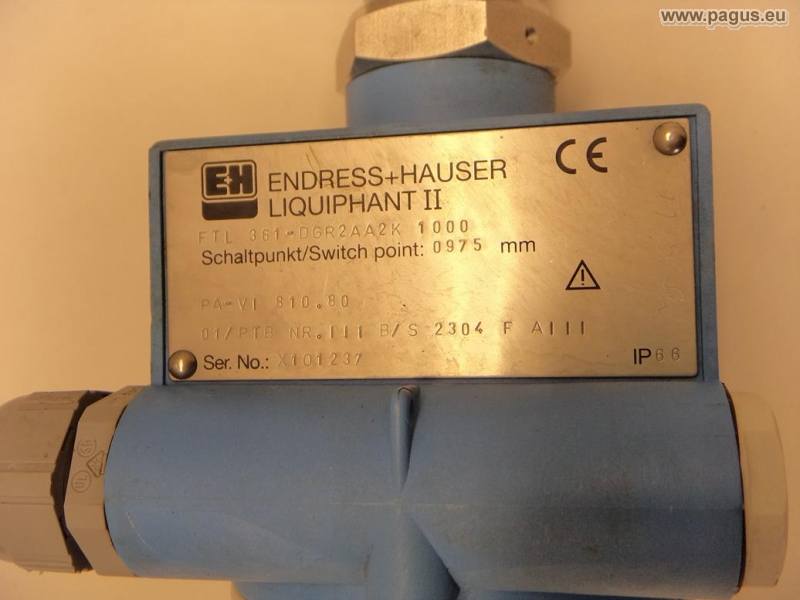 www.pagus.eu
E+H ENDRESS+HAUSER
LIQUIPHANT II
CE
FTL 361-DGR2AA2K 1000
Schaltpunkt/Switch point: 0975 mm
PA-VI 810.80
01/PTB NR.III B/S 2304 F AIII
Ser. No.: X101237
IP66